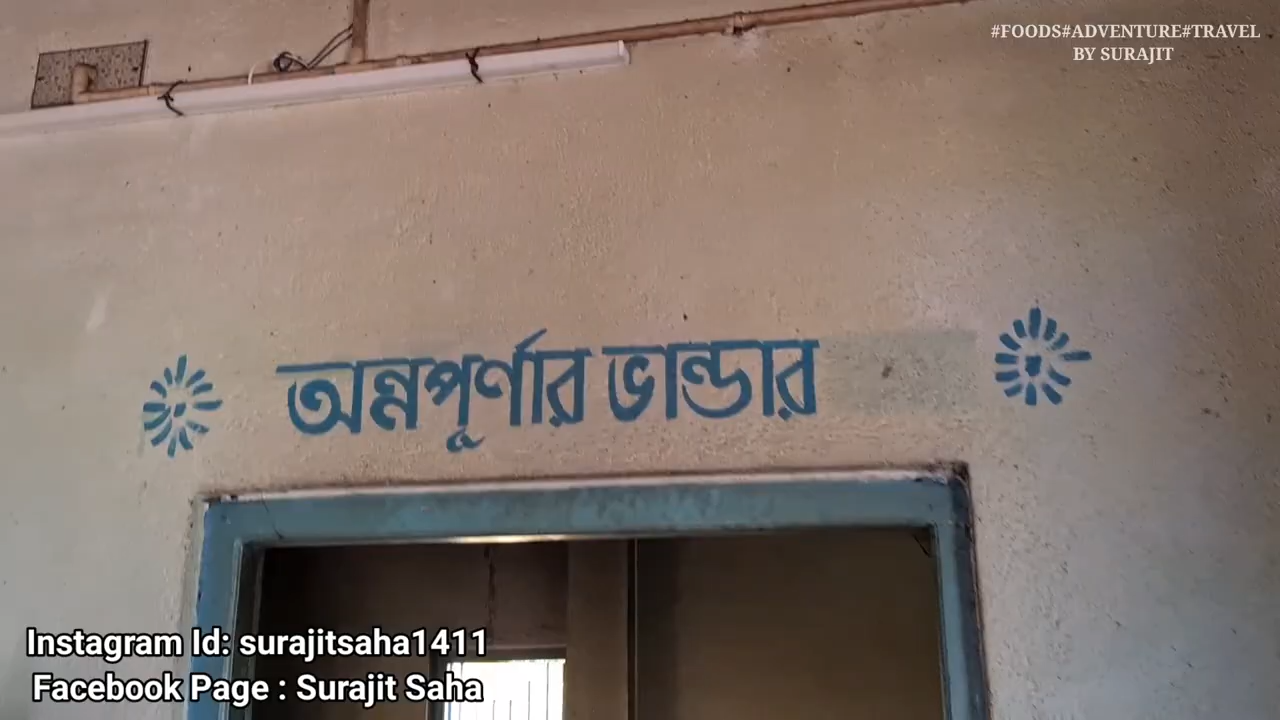 #FOODS#ADVENTURE#TRAVEL
BY SURAJIT
অন্নপূর্ণার ভান্ডার
Instagram Id: surajitsaha1411
Facebook Page : Surajit Saha